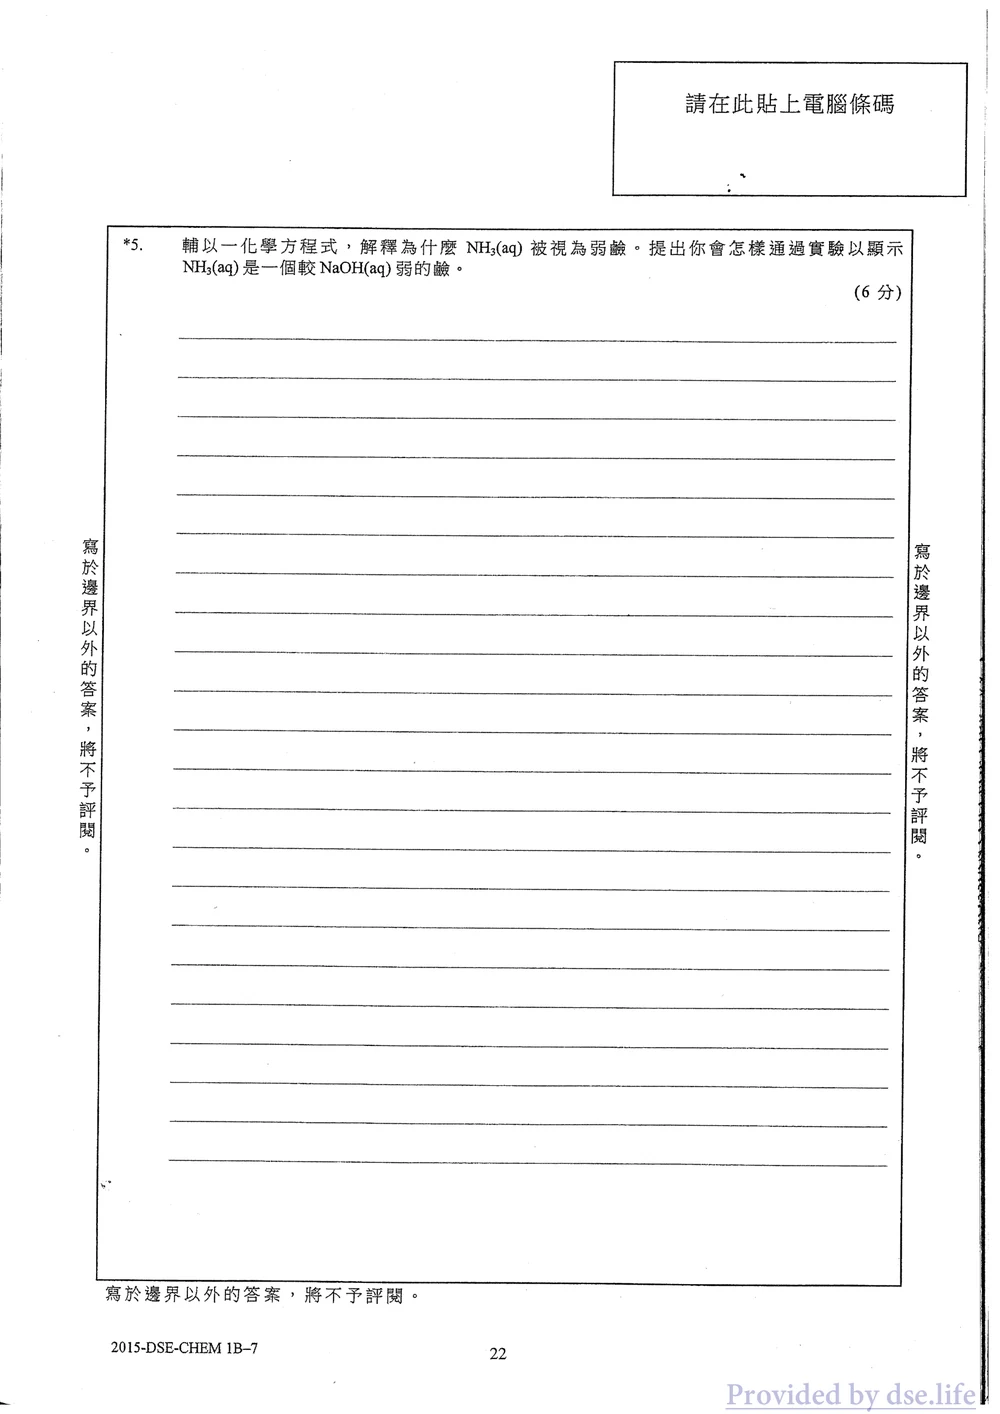 請在此貼上電腦條碼
*5. 輔以一化學方程式，解釋為什麼 NH₃(aq) 被視為弱鹼。提出你會怎樣通過實驗以顯示
NH₃(aq) 是一個較 NaOH(aq) 弱的鹼。
(6 分)
寫於邊界以外的答案，將不予評閱。
寫於邊界以外的答案，將不予評閱。
寫於邊界以外的答案，將不予評閱。
2015-DSE-CHEM 1B–7
22
Provided by dse.life